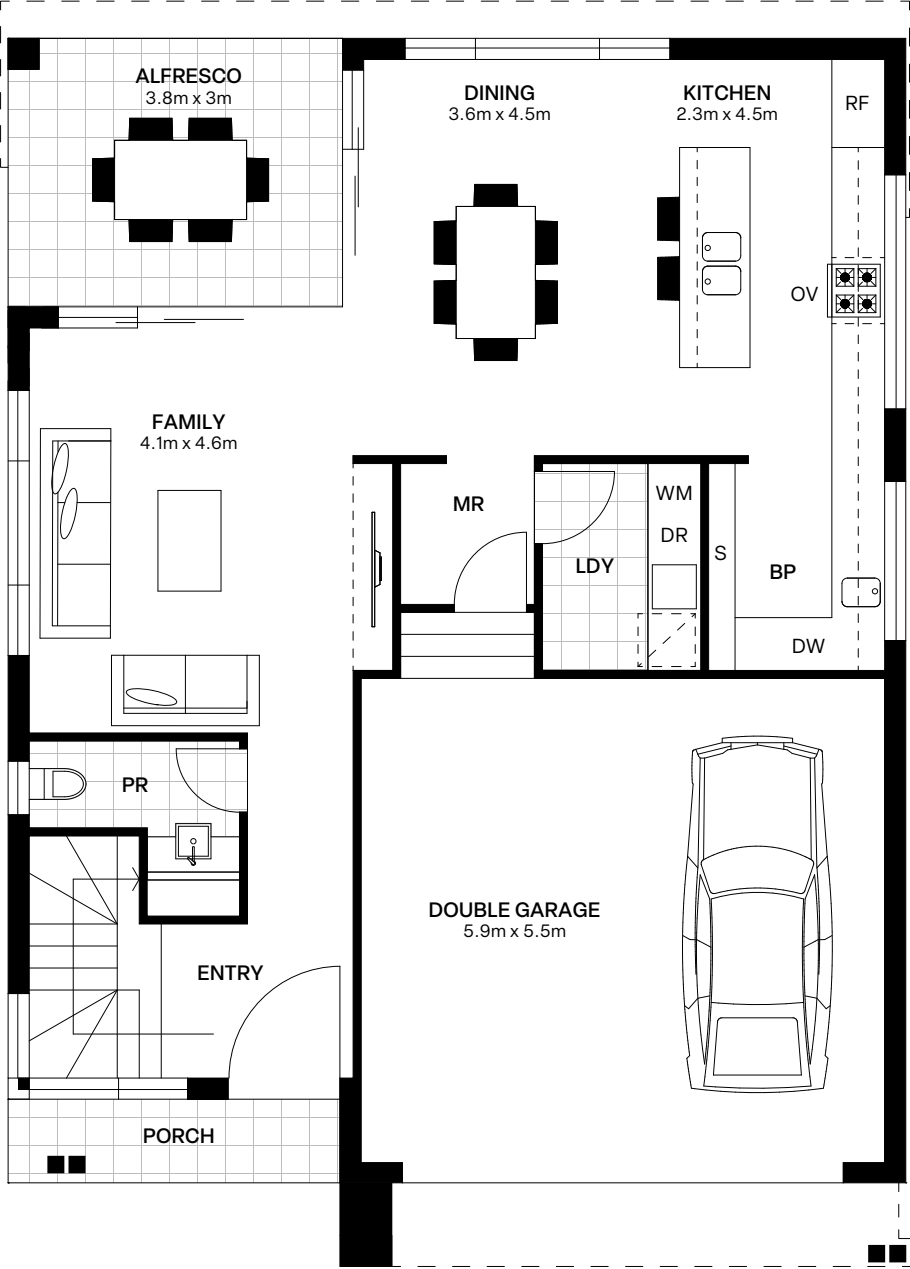 ALFRESCO
3.8m x 3m
DINING
3.6m x 4.5m
KITCHEN
2.3m x 4.5m
RF
OV
FAMILY
4.1m x 4.6m
MR
WM
DR
LDY
S
BP
DW
PR
DOUBLE GARAGE
5.9m x 5.5m
ENTRY
PORCH